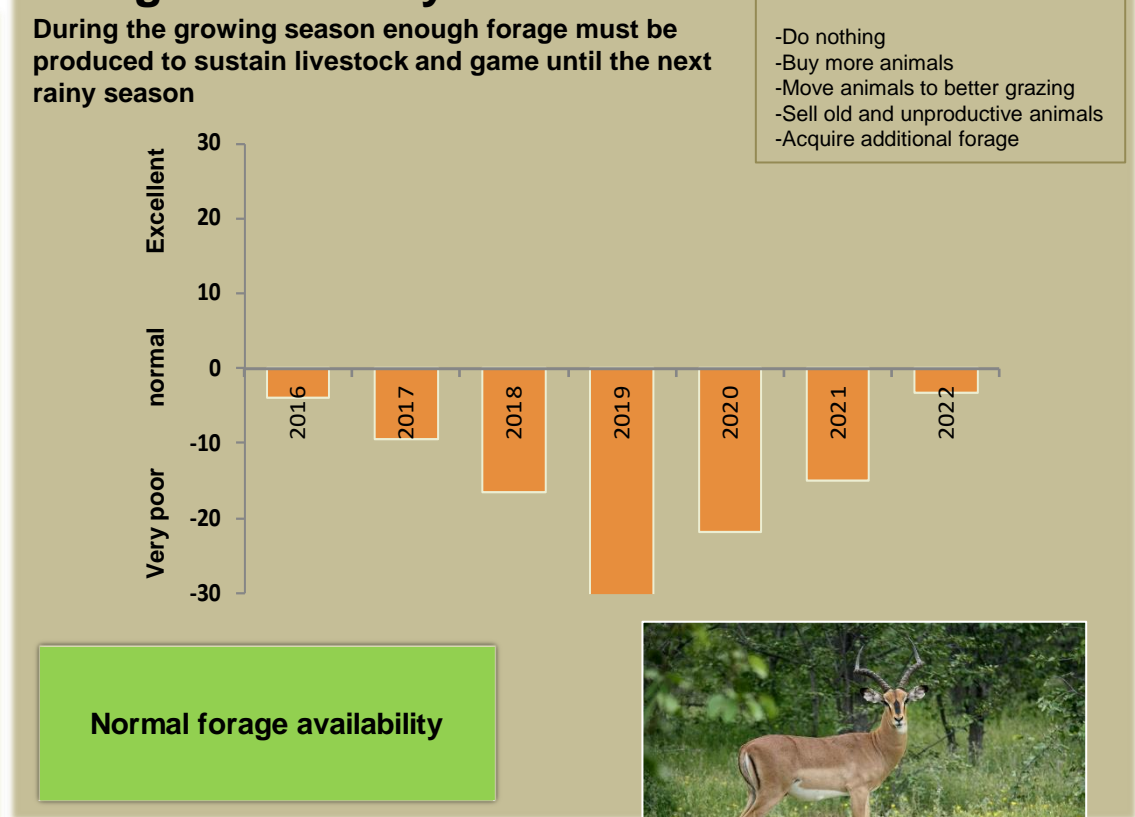 During the growing season enough forage must be
produced to sustain livestock and game until the next
rainy season
-Do nothing
-Buy more animals
-Move animals to better grazing
-Sell old and unproductive animals
-Acquire additional forage
Excellent
normal
Very poor
30
20
10
0
-10
-20
-30
2016
2017
2018
2019
2020
2021
2022
Normal forage availability